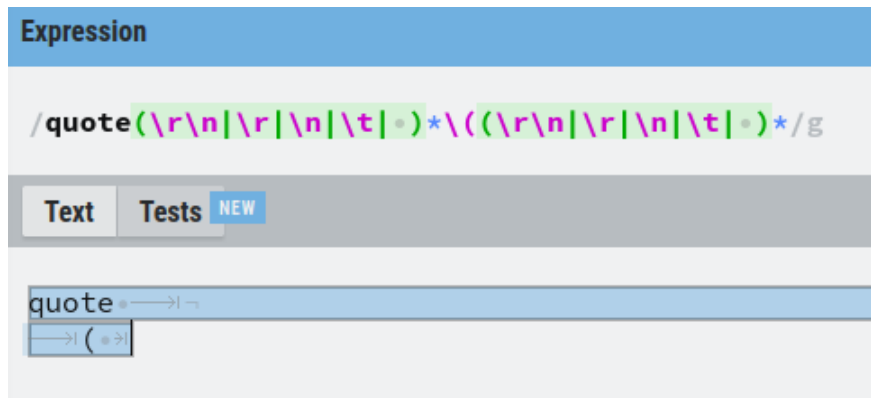 Expression
/quote(\r\n|\r|\n|\t|·)*\((\r\n|\r|\n|\t|·)*/g
Text Tests NEW
quote·⟶|¬
⟶|(·→|